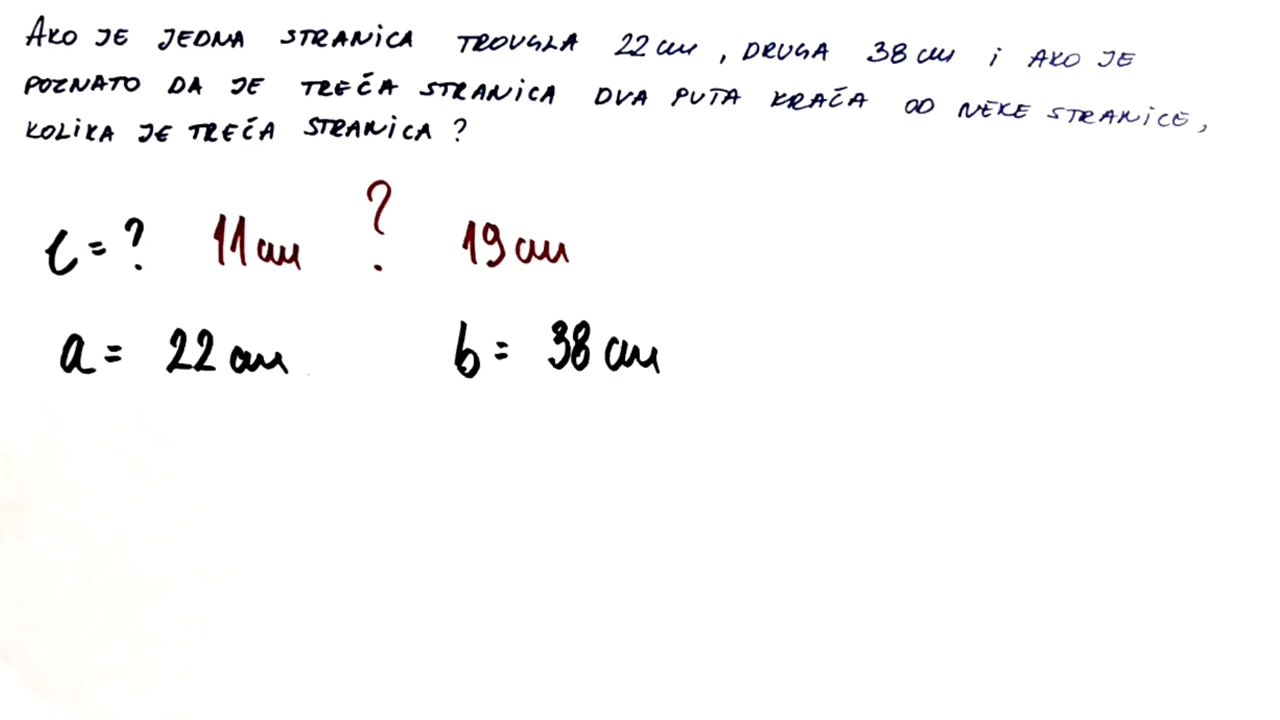 AKO JE JEDNA STRANICA TROUGLA 22 cm, DRUGA 38 cm i AKO JE
POZNATO DA JE TREĆA STRANICA DVA PUTA KRAĆA OD NEKE STRANICE,
KOLIKA JE TREĆA STRANICA?
c = ? 11 cm ? 19 cm
a = 22 cm b = 38 cm